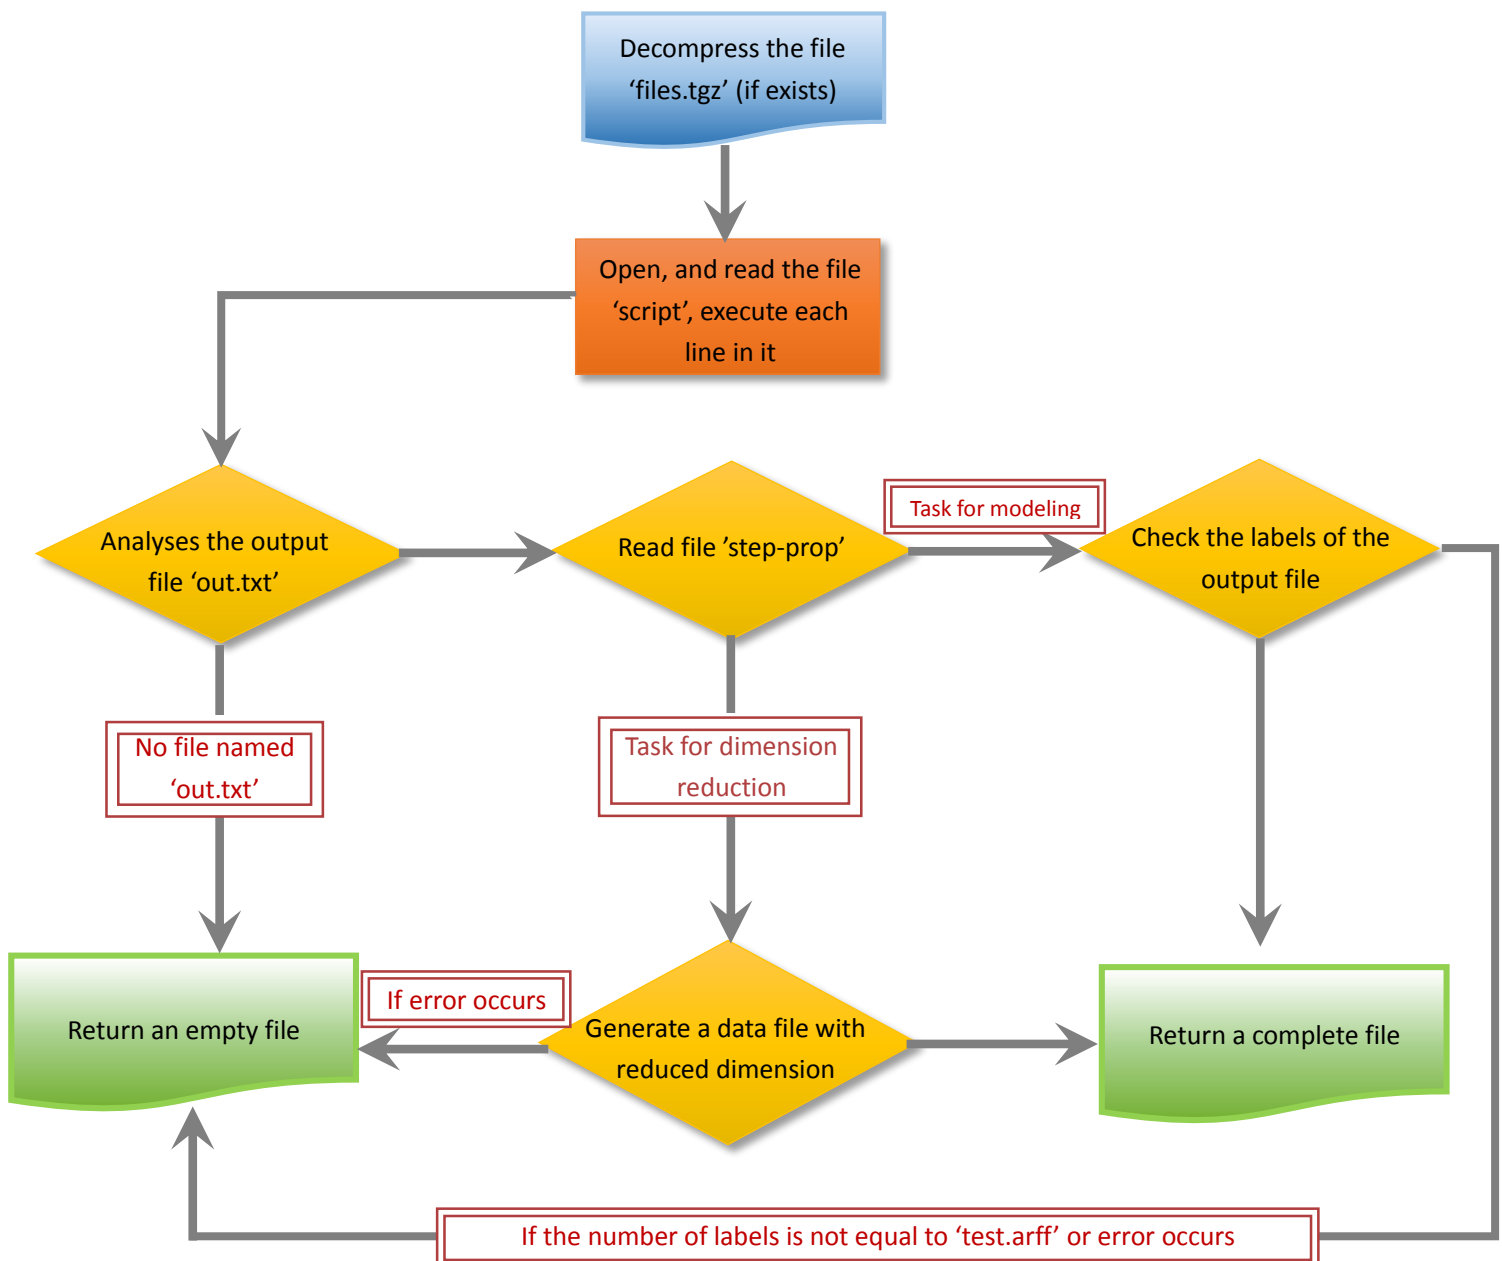 Decompress the file
‘files.tgz’ (if exists)
Open, and read the file
‘script’, execute each
line in it
Analyses the output
file ‘out.txt’
Read file ’step-prop’
Task for modeling
Check the labels of the
output file
No file named
‘out.txt’
Task for dimension
reduction
Return an empty file
If error occurs
Generate a data file with
reduced dimension
Return a complete file
If the number of labels is not equal to ‘test.arff’ or error occurs